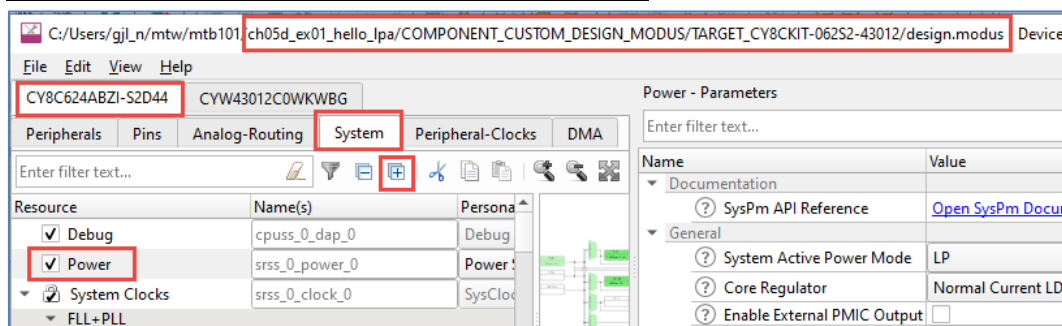 C:/Users/gjl_n/mtw/mtb101/ch05d_ex01_hello_lpa/COMPONENT_CUSTOM_DESIGN_MODUS/TARGET_CY8CKIT-062S2-43012/design.modus Device
File Edit View Help
CY8C624ABZI-S2D44 CYW43012C0WKWBG
Peripherals Pins Analog-Routing System Peripheral-Clocks DMA
Enter filter text...
Resource Name(s) Persona
Debug cpuss_0_dap_0 Debug
Power srss_0_power_0 Power
System Clocks srss_0_clock_0 SysCloc
FLL+PLL
Power - Parameters
Enter filter text...
Name Value
Documentation
SysPm API Reference Open SysPm Docu
General
System Active Power Mode LP
Core Regulator Normal Current LD
Enable External PMIC Output